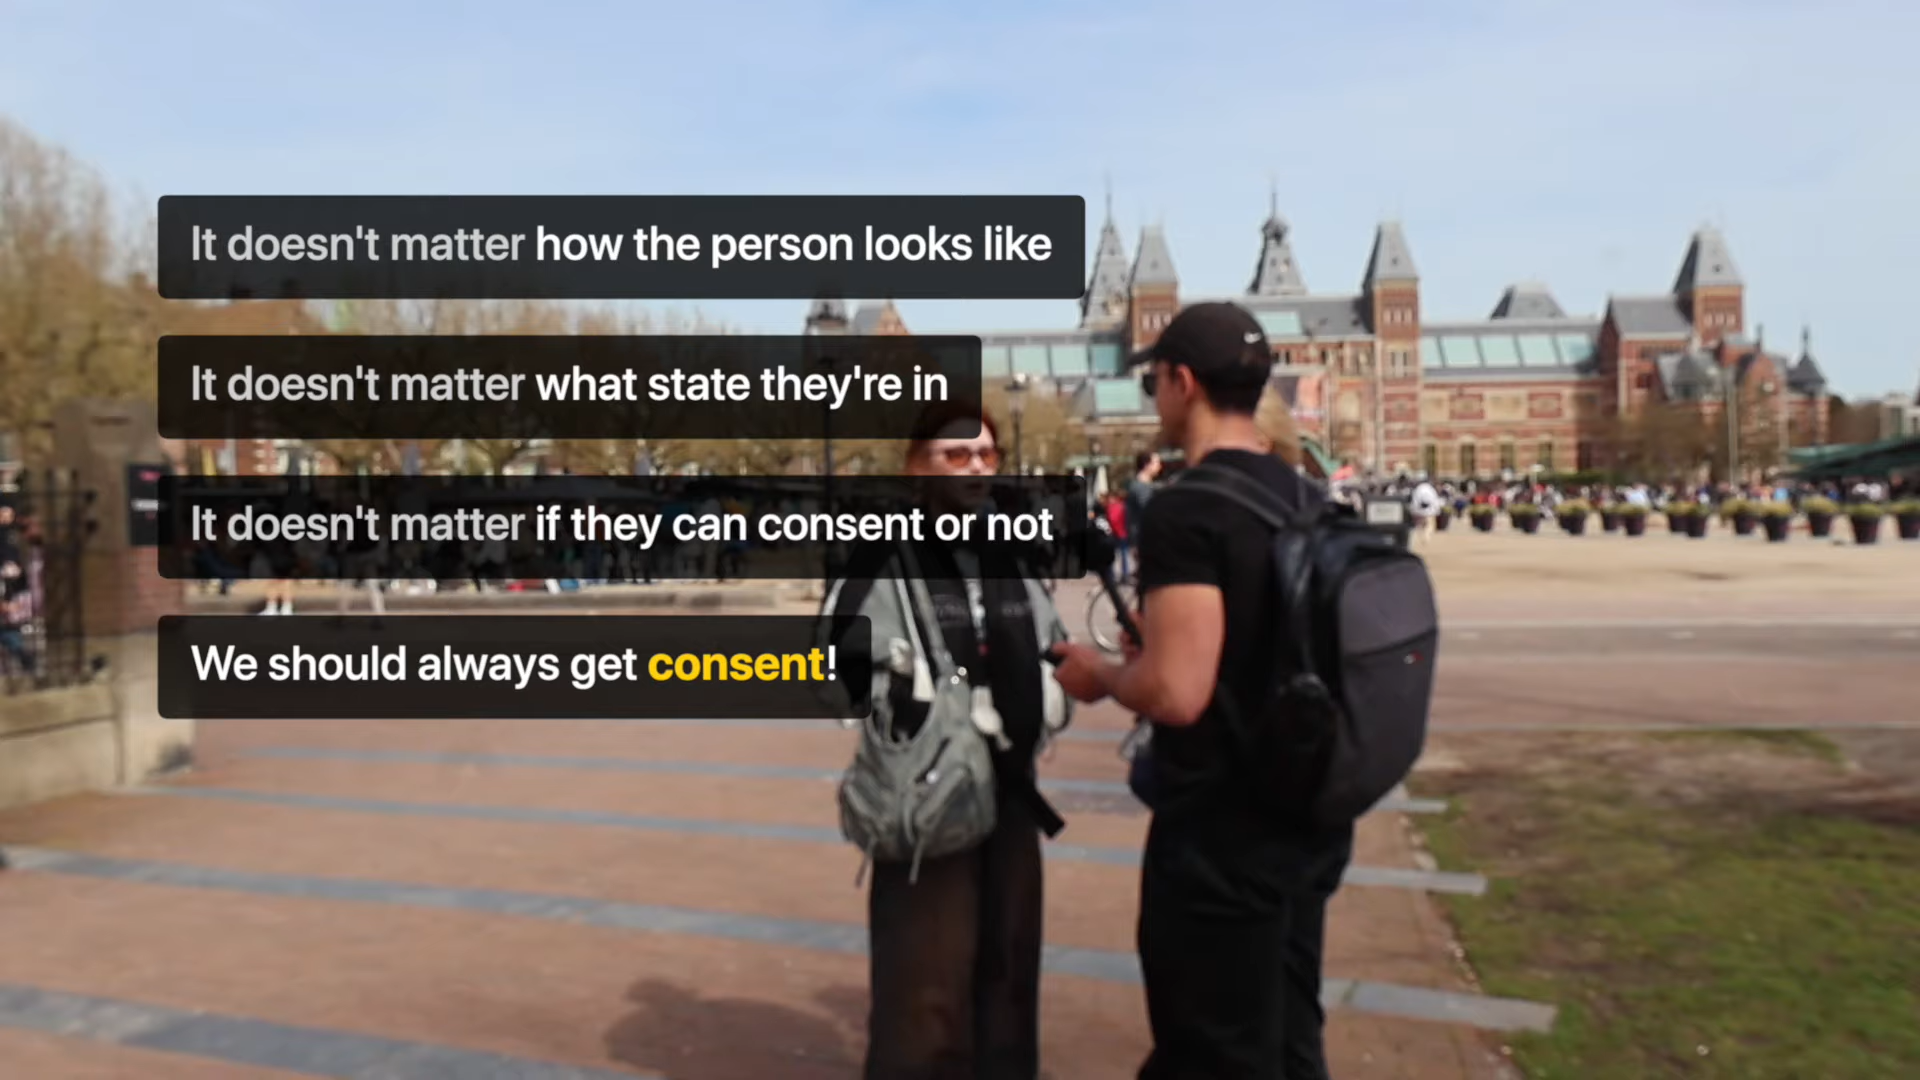 It doesn't matter how the person looks like
It doesn't matter what state they're in
It doesn't matter if they can consent or not
We should always get consent!